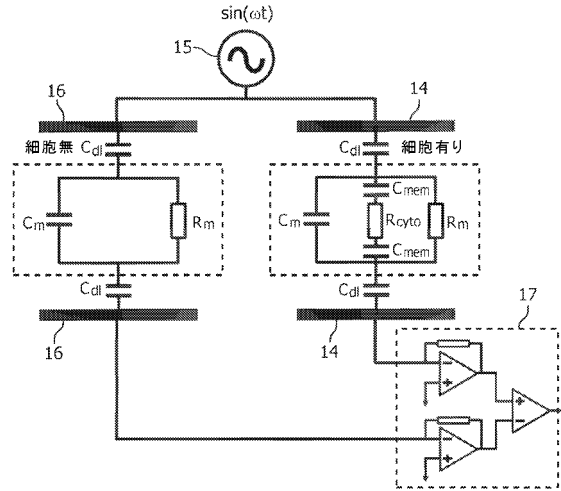 sin(ωt)
15
16
14
細胞無
Cdl
Cdl
細胞有り
Cm
Rm
Cm
Cmem
Rcyto
Cmem
Rm
Cdl
Cdl
16
14
17